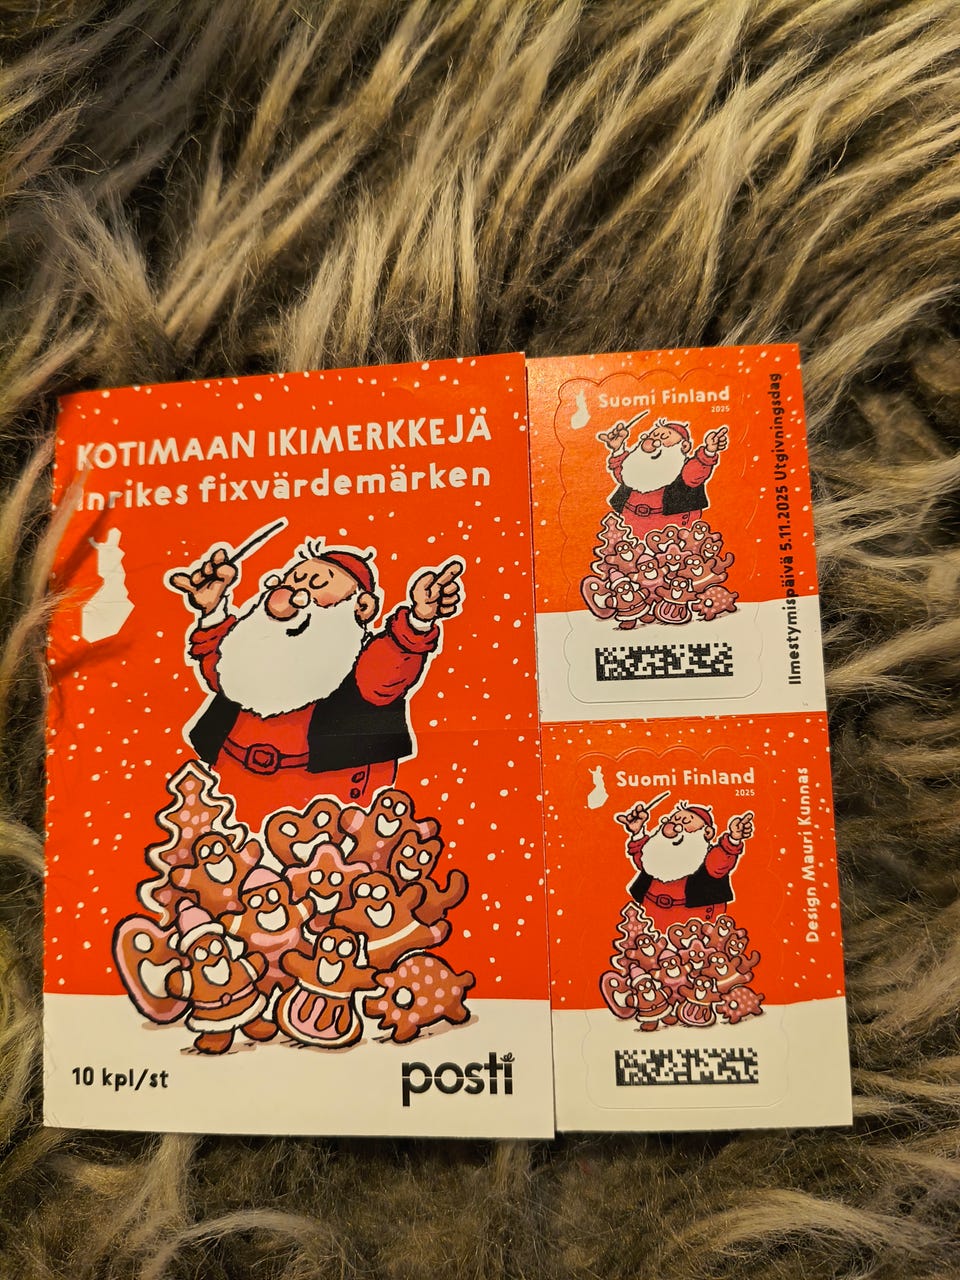 KOTIMAAN IKIMERKKEJÄ
Inrikes fixvärdemärken
10 kpl/st
posti
Suomi Finland
2025
Ilmestymispäivä 5.11.2025 Utgivningsdag
Suomi Finland
2025
Design Mauri Kunnas